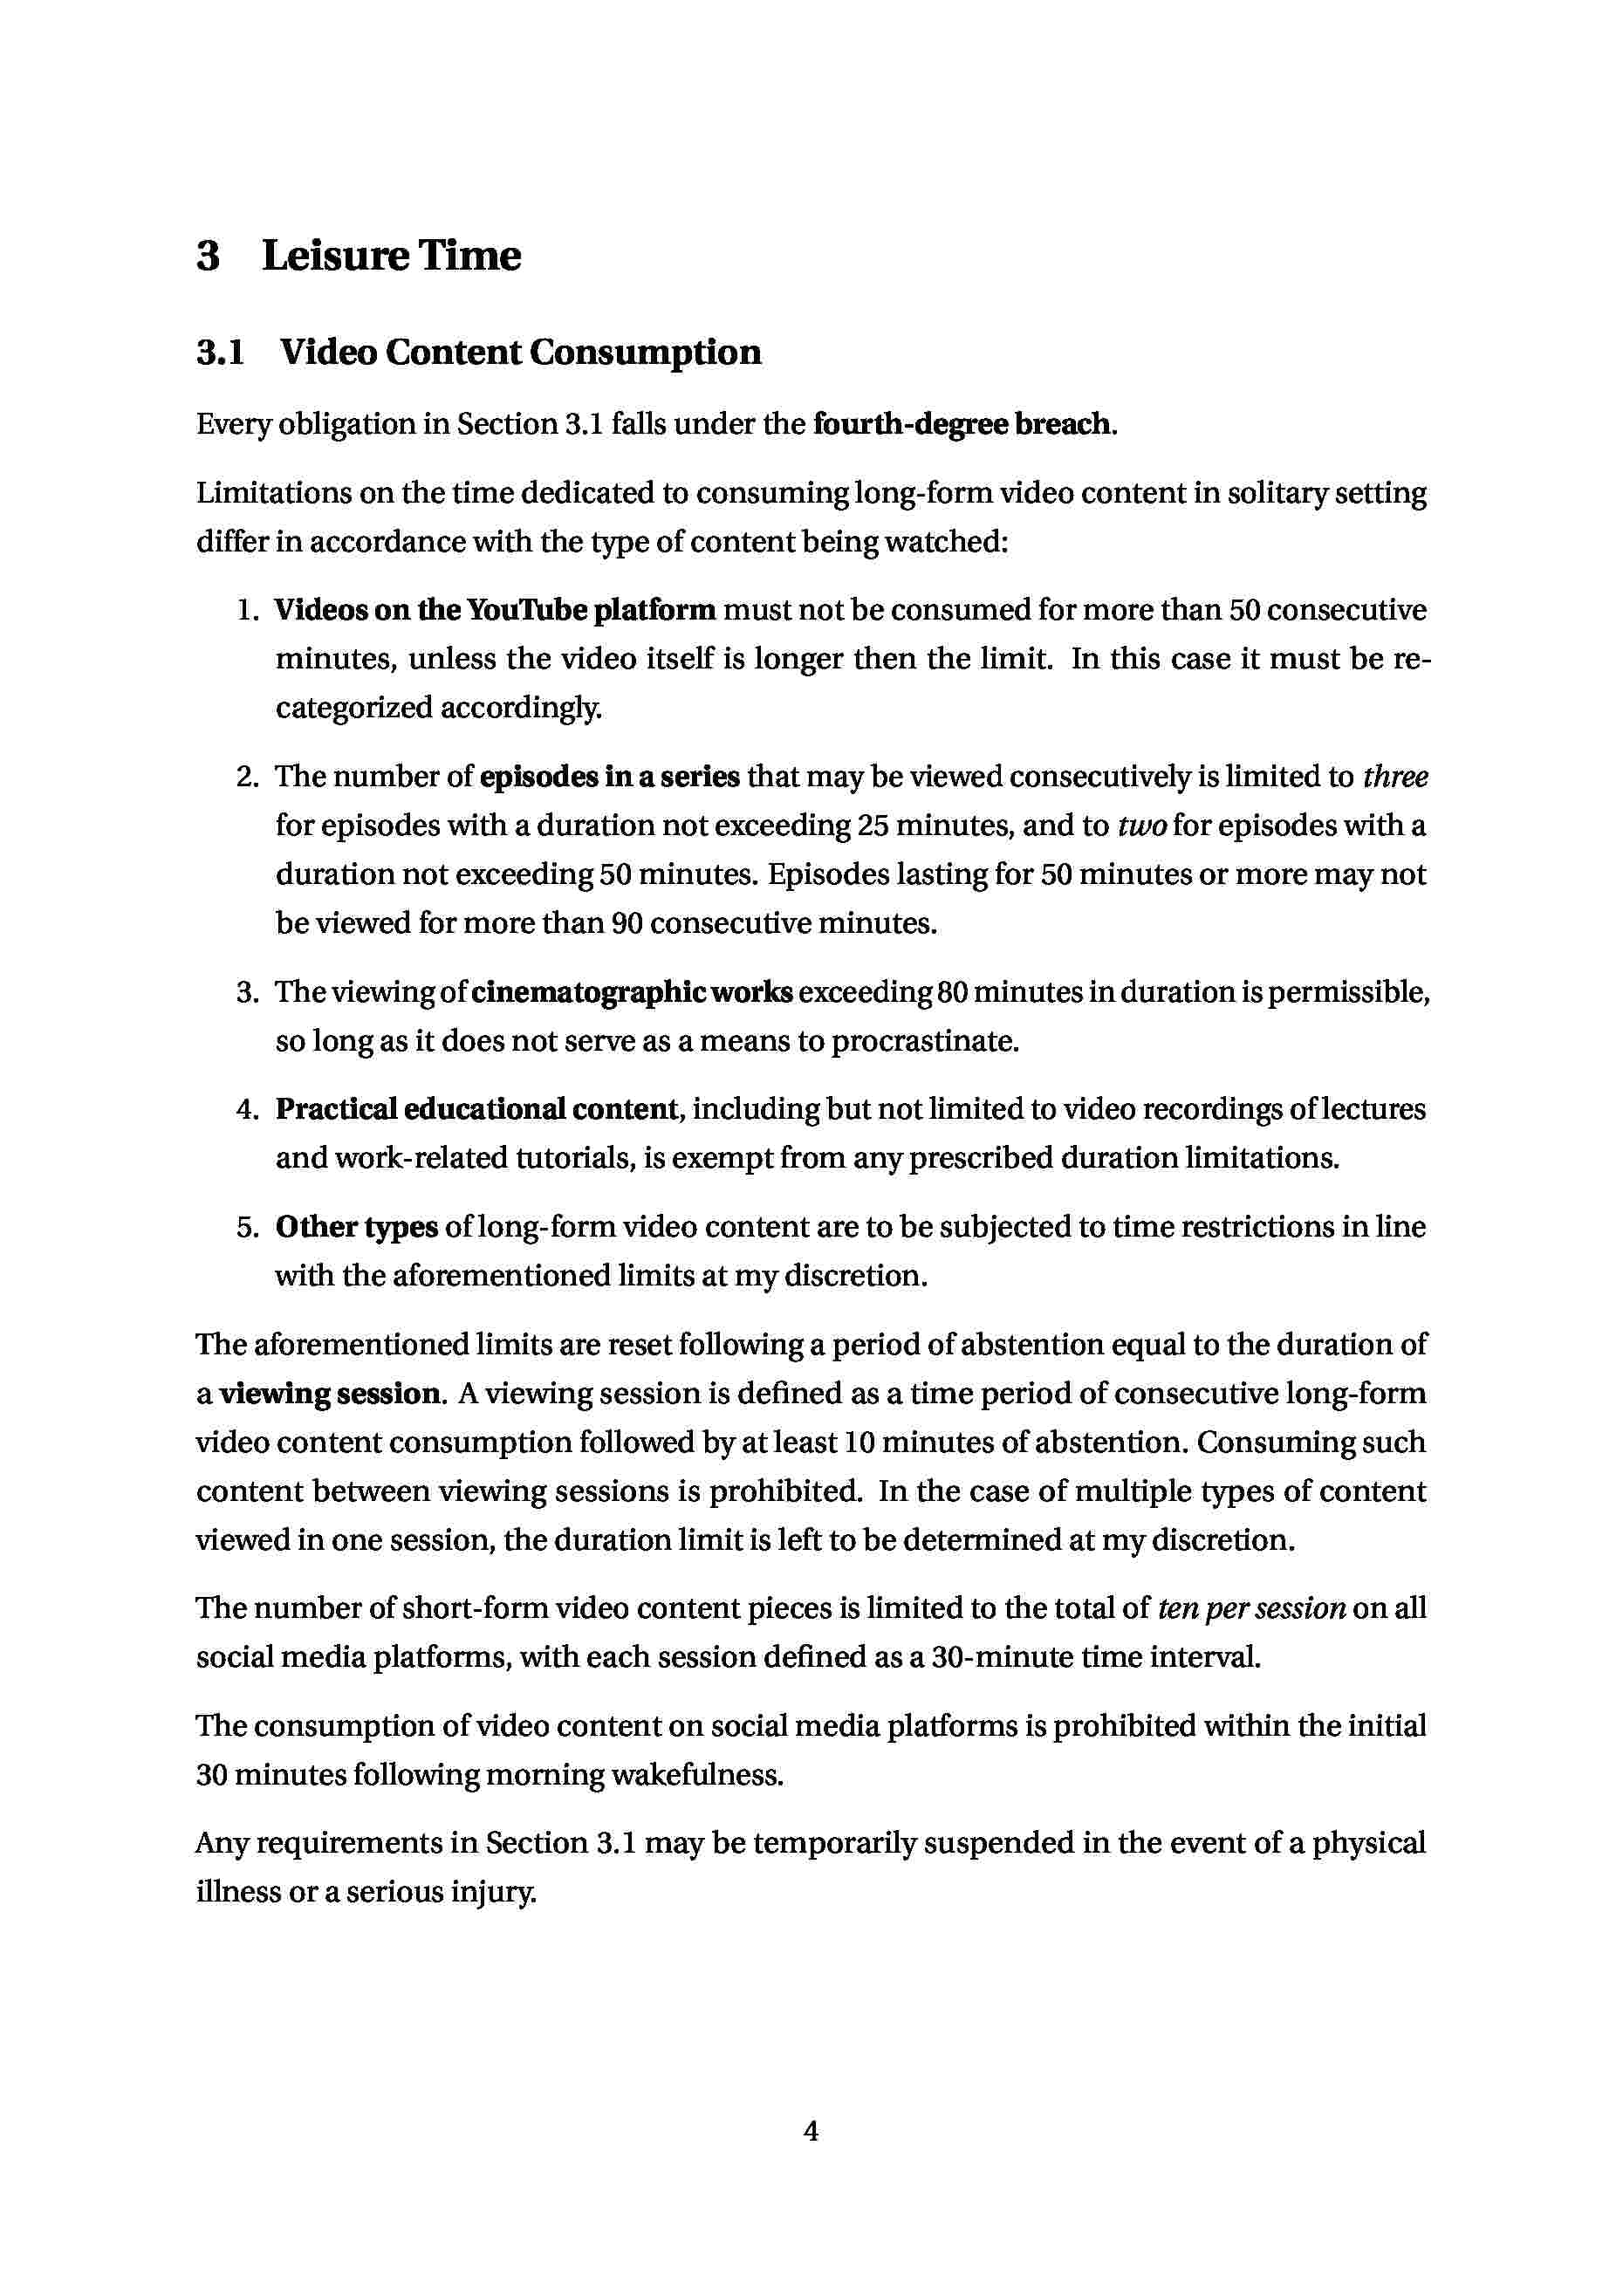 3 Leisure Time
3.1 Video Content Consumption
Every obligation in Section 3.1 falls under the fourth-degree breach.
Limitations on the time dedicated to consuming long-form video content in solitary setting
differ in accordance with the type of content being watched:
1. Videos on the YouTube platform must not be consumed for more than 50 consecutive
minutes, unless the video itself is longer then the limit. In this case it must be re-
categorized accordingly.
2. The number of episodes in a series that may be viewed consecutively is limited to three
for episodes with a duration not exceeding 25 minutes, and to two for episodes with a
duration not exceeding 50 minutes. Episodes lasting for 50 minutes or more may not
be viewed for more than 90 consecutive minutes.
3. The viewing of cinematographic works exceeding 80 minutes in duration is permissible,
so long as it does not serve as a means to procrastinate.
4. Practical educational content, including but not limited to video recordings of lectures
and work-related tutorials, is exempt from any prescribed duration limitations.
5. Other types of long-form video content are to be subjected to time restrictions in line
with the aforementioned limits at my discretion.
The aforementioned limits are reset following a period of abstention equal to the duration of
a viewing session. A viewing session is defined as a time period of consecutive long-form
video content consumption followed by at least 10 minutes of abstention. Consuming such
content between viewing sessions is prohibited. In the case of multiple types of content
viewed in one session, the duration limit is left to be determined at my discretion.
The number of short-form video content pieces is limited to the total of ten per session on all
social media platforms, with each session defined as a 30-minute time interval.
The consumption of video content on social media platforms is prohibited within the initial
30 minutes following morning wakefulness.
Any requirements in Section 3.1 may be temporarily suspended in the event of a physical
illness or a serious injury.
4